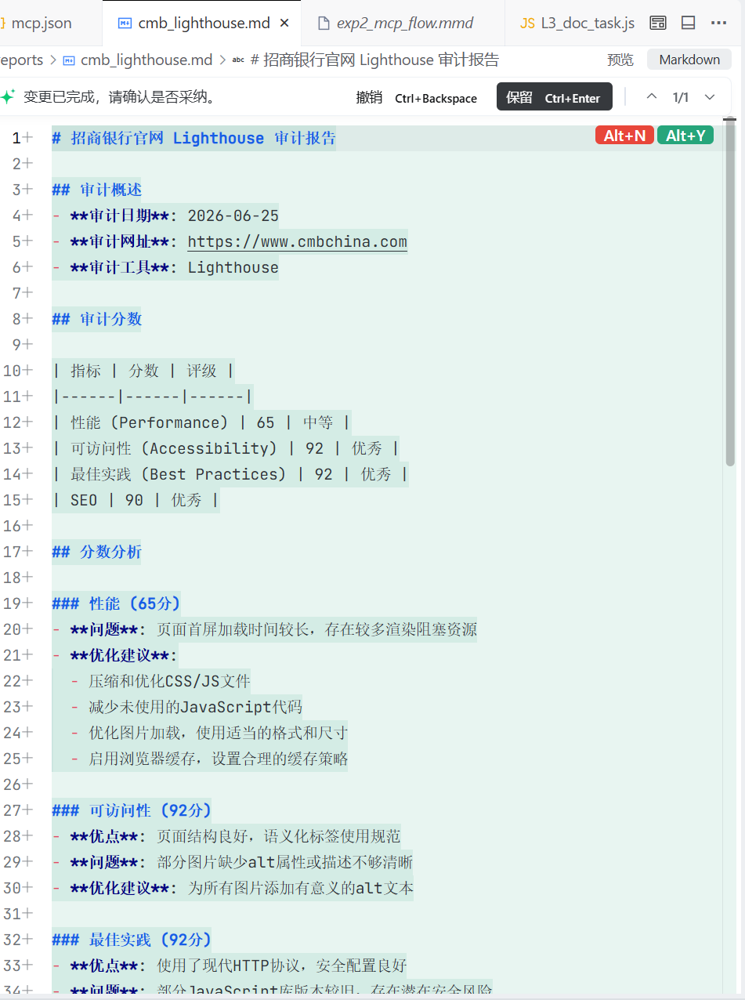 mcp.json
cmb_lighthouse.md ×
exp2_mcp_flow.mmd
JS L3_doc_task.js
eports > cmb_lighthouse.md > abc # 招商银行官网 Lighthouse 审计报告
预览 Markdown
变更已完成，请确认是否采纳。
撤销 Ctrl+Backspace
保留 Ctrl+Enter
1/1
1+ # 招商银行官网 Lighthouse 审计报告
Alt+N Alt+Y
2+
3+ ## 审计概述
4+ - **审计日期**: 2026-06-25
5+ - **审计网址**: https://www.cmbchina.com
6+ - **审计工具**: Lighthouse
7+
8+ ## 审计分数
9+
10+ | 指标 | 分数 | 评级 |
11+ |------|------|------|
12+ | 性能 (Performance) | 65 | 中等 |
13+ | 可访问性 (Accessibility) | 92 | 优秀 |
14+ | 最佳实践 (Best Practices) | 92 | 优秀 |
15+ | SEO | 90 | 优秀 |
16+
17+ ## 分数分析
18+
19+ ### 性能 (65分)
20+ - **问题**: 页面首屏加载时间较长，存在较多渲染阻塞资源
21+ - **优化建议**:
22+ - 压缩和优化CSS/JS文件
23+ - 减少未使用的JavaScript代码
24+ - 优化图片加载，使用适当的格式和尺寸
25+ - 启用浏览器缓存，设置合理的缓存策略
26+
27+ ### 可访问性 (92分)
28+ - **优点**: 页面结构良好，语义化标签使用规范
29+ - **问题**: 部分图片缺少alt属性或描述不够清晰
30+ - **优化建议**: 为所有图片添加有意义的alt文本
31+
32+ ### 最佳实践 (92分)
33+ - **优点**: 使用了现代HTTP协议，安全配置良好
34+ - **问题**: 部分JavaScript库版本较旧，存在潜在安全风险